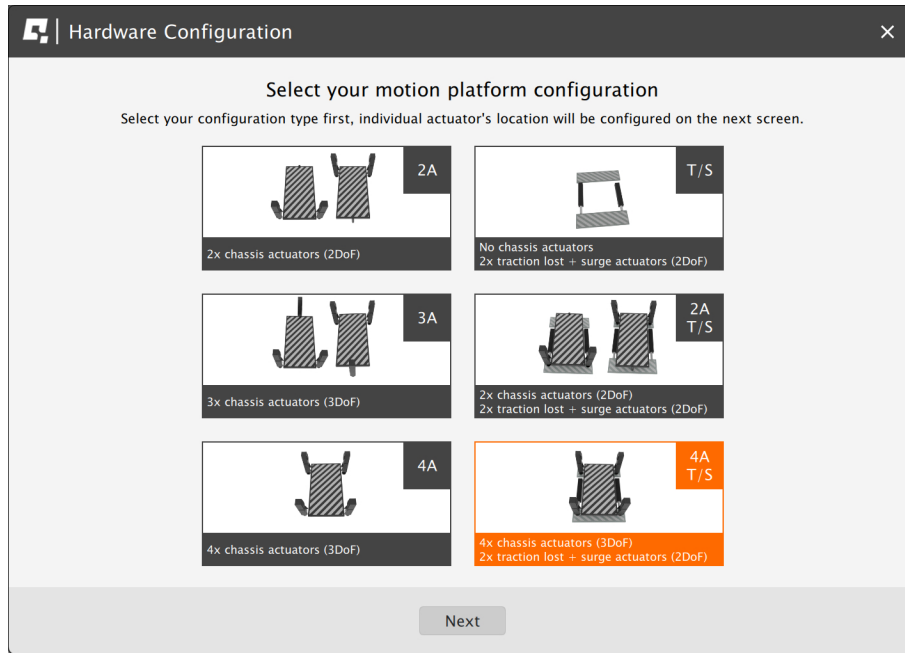 Hardware Configuration
Select your motion platform configuration
Select your configuration type first, individual actuator's location will be configured on the next screen.
2A
2x chassis actuators (2DoF)
T/S
No chassis actuators
2x traction lost + surge actuators (2DoF)
3A
3x chassis actuators (3DoF)
2A
T/S
2x chassis actuators (2DoF)
2x traction lost + surge actuators (2DoF)
4A
4x chassis actuators (3DoF)
4A
T/S
4x chassis actuators (3DoF)
2x traction lost + surge actuators (2DoF)
Next